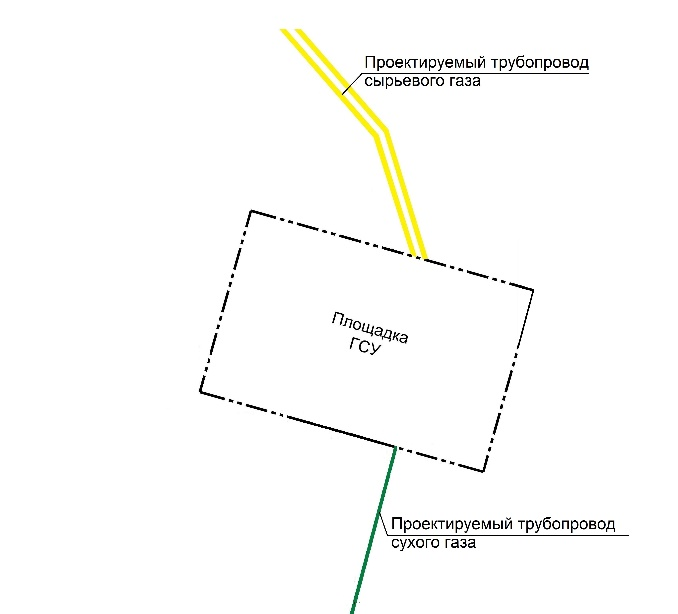 Проектируемый трубопровод
сырьевого газа
Площадка
ГСУ
Проектируемый трубопровод
сухого газа